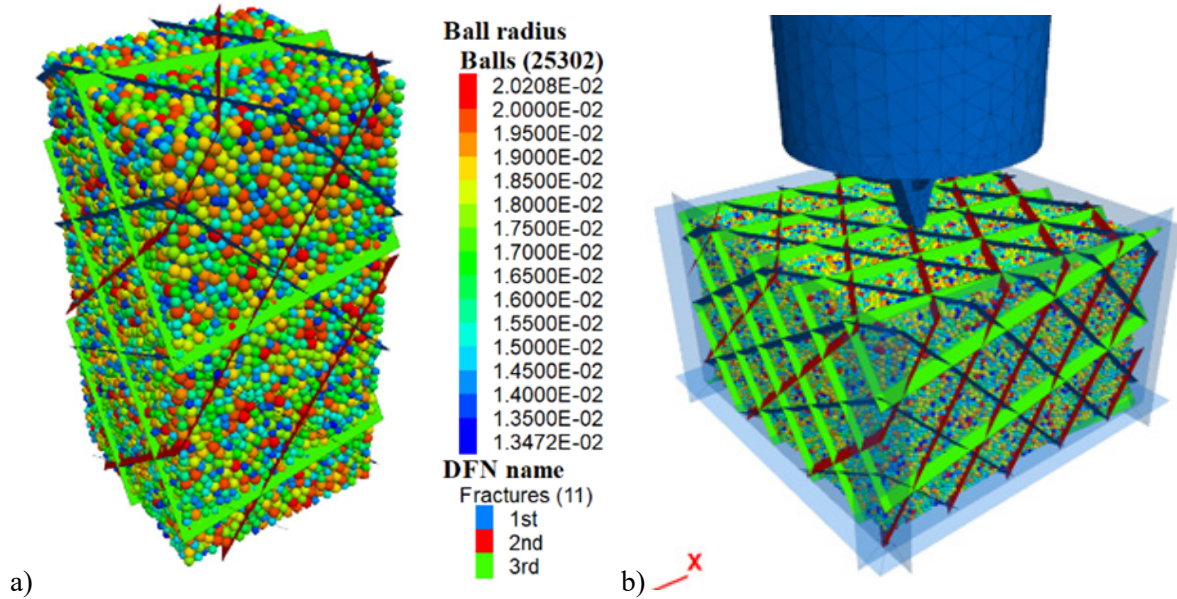 Ball radius
Balls (25302)
2.0208E-02
2.0000E-02
1.9500E-02
1.9000E-02
1.8500E-02
1.8000E-02
1.7500E-02
1.7000E-02
1.6500E-02
1.6000E-02
1.5500E-02
1.5000E-02
1.4500E-02
1.4000E-02
1.3500E-02
1.3472E-02
DFN name
Fractures (11)
1st
2nd
3rd
a)
b)
X